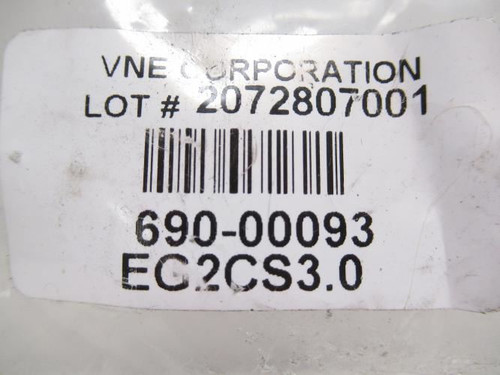 VNE CORPORATION
LOT # 2072807001
690-00093
EG2CS3.0